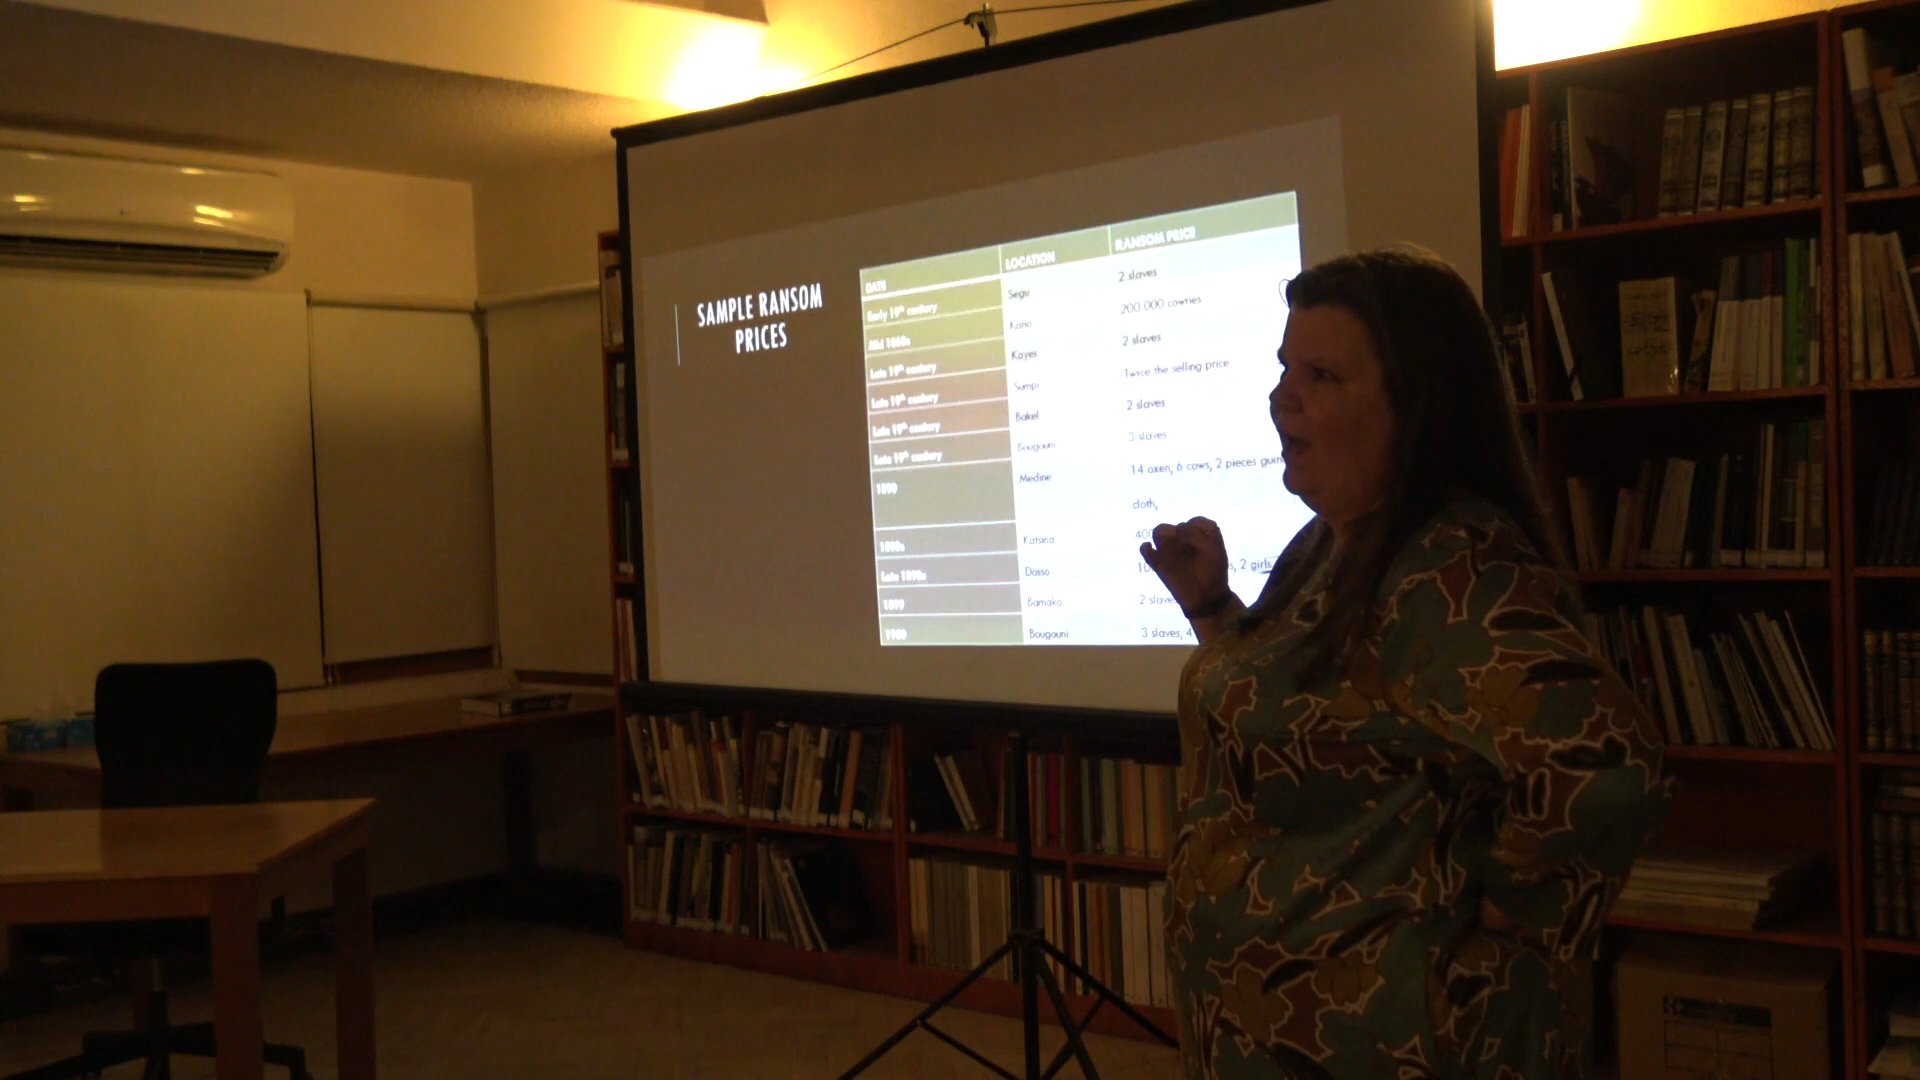 SAMPLE RANSOM
PRICES
DATE LOCATION RANSOM PRICE
Early 19th century Segu 2 slaves
Mid 1860s Kano 200 000 cowries
Late 19th century Kayes 2 slaves
Late 19th century Sumpi Twice the selling price
Late 19th century Bakel 2 slaves
Late 19th century Bougouni 3 slaves
1890 Medine 14 oxen, 6 cows, 2 pieces
cloth,
1890s Katsina
Late 1890s Dosso 2 girls
1899 Bamako 2
Bougouni 3 slaves, 4